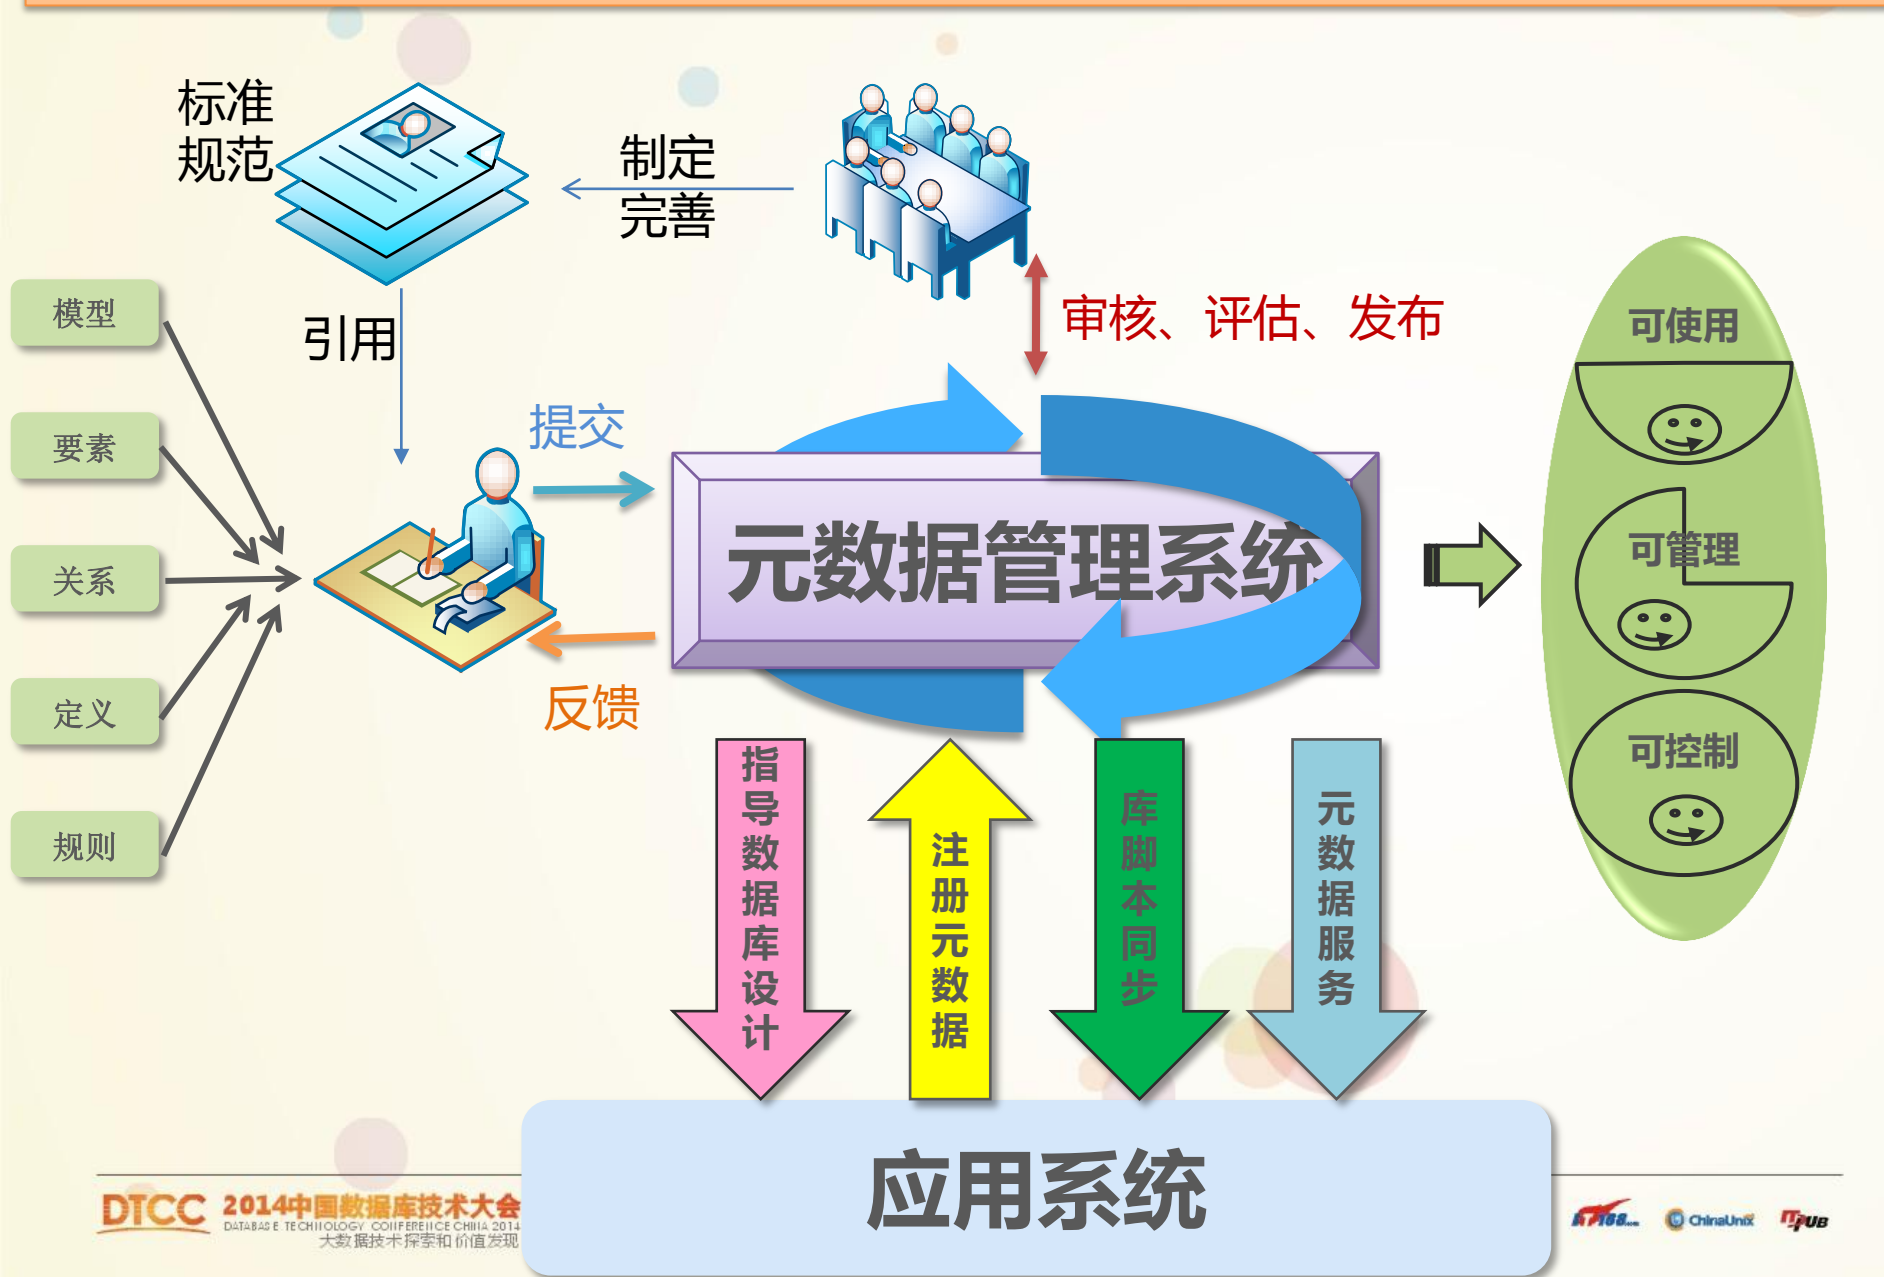 标准
规范
制定
完善
模型
引用
审核、评估、发布
可使用
要素
提交
元数据管理系统
可管理
关系
定义
反馈
可控制
规则
指导数据库设计
注册元数据
库脚本同步
元数据服务
应用系统
DTCC
2014中国数据库技术大会
DATABASE TECHNOLOGY CONFERENCE CHINA 2014
大数据技术探索和价值发现
IT168.com
ChinaUnix
ITPUB